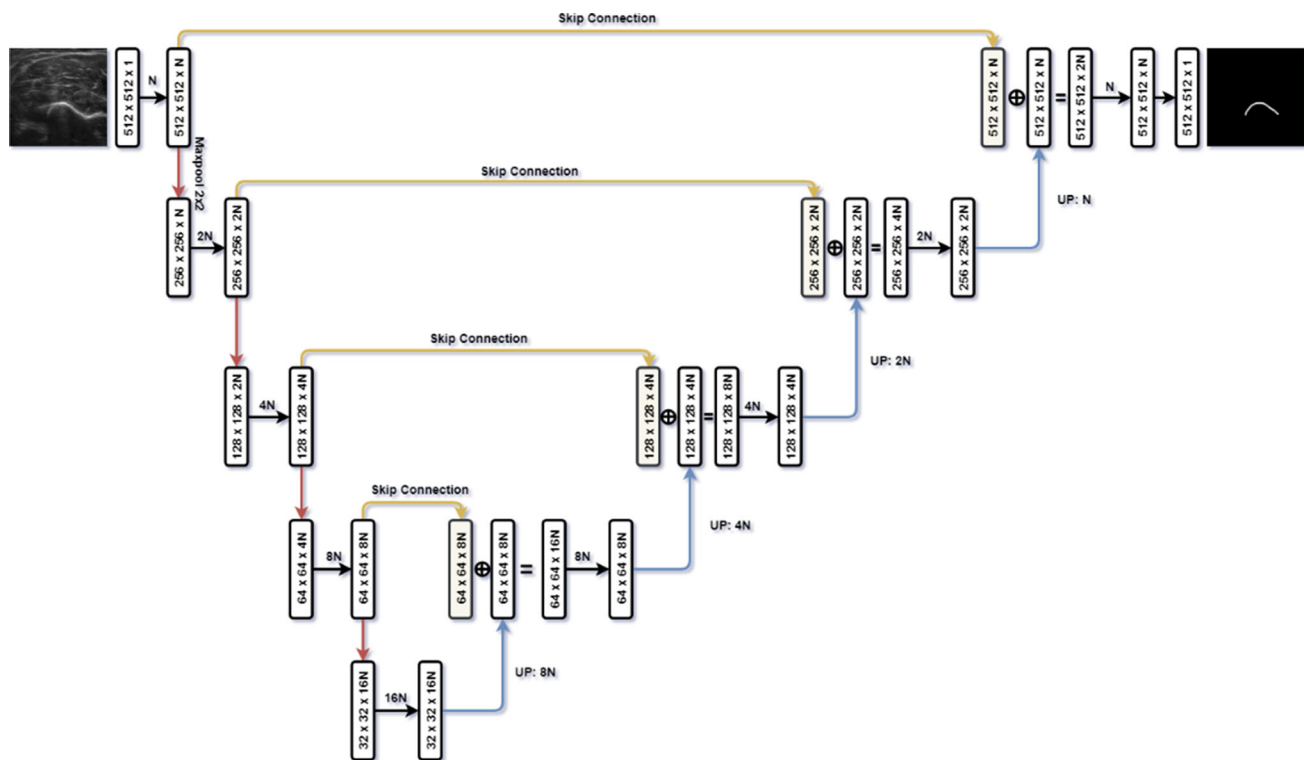 Skip Connection
512 x 512 x 1
N
512 x 512 x N
512 x 512 x N
⊕
512 x 512 x N
=
512 x 512 x 2N
N
512 x 512 x N
512 x 512 x 1
Maxpool 2x2
Skip Connection
UP: N
256 x 256 x N
2N
256 x 256 x 2N
256 x 256 x 2N
⊕
256 x 256 x 2N
=
256 x 256 x 4N
2N
256 x 256 x 2N
Skip Connection
UP: 2N
128 x 128 x 2N
4N
128 x 128 x 4N
128 x 128 x 4N
⊕
128 x 128 x 4N
=
128 x 128 x 8N
4N
128 x 128 x 4N
Skip Connection
UP: 4N
64 x 64 x 4N
8N
64 x 64 x 8N
64 x 64 x 8N
⊕
64 x 64 x 8N
=
64 x 64 x 16N
8N
64 x 64 x 8N
UP: 8N
32 x 32 x 16N
16N
32 x 32 x 16N